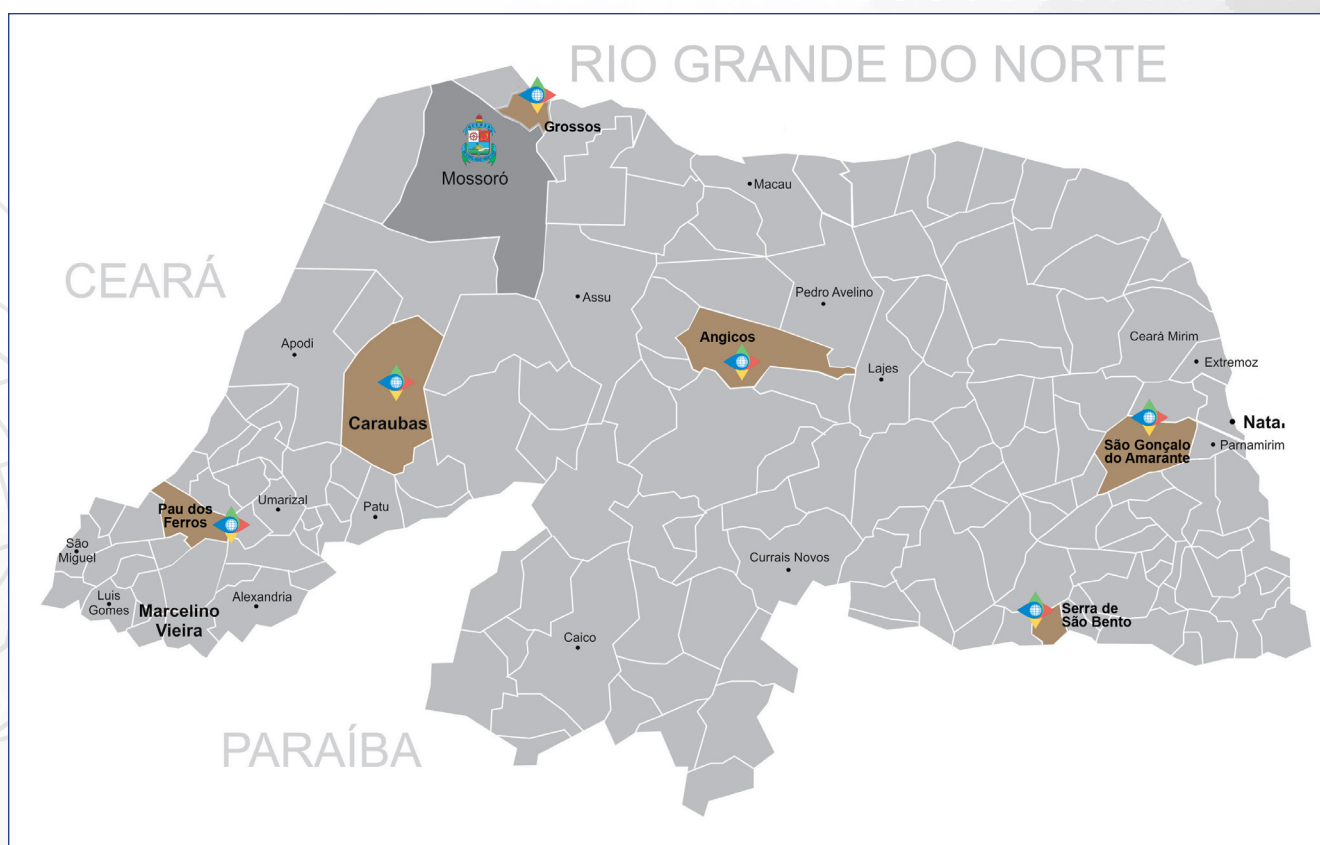 RIO GRANDE DO NORTE
Grossos
Mossoró
Macau
CEARÁ
Assu
Pedro Avelino
Angicos
Ceará Mirim
Apodi
Extremoz
Lajes
Caraubas
Nata
São Gonçalo
do Amarante
Parnamirim
Umarizal
Pau dos
Ferros
Patu
São
Miguel
Currais Novos
Luis
Gomes
Alexandria
Marcelino
Vieira
Serra de
São Bento
Caico
PARAÍBA